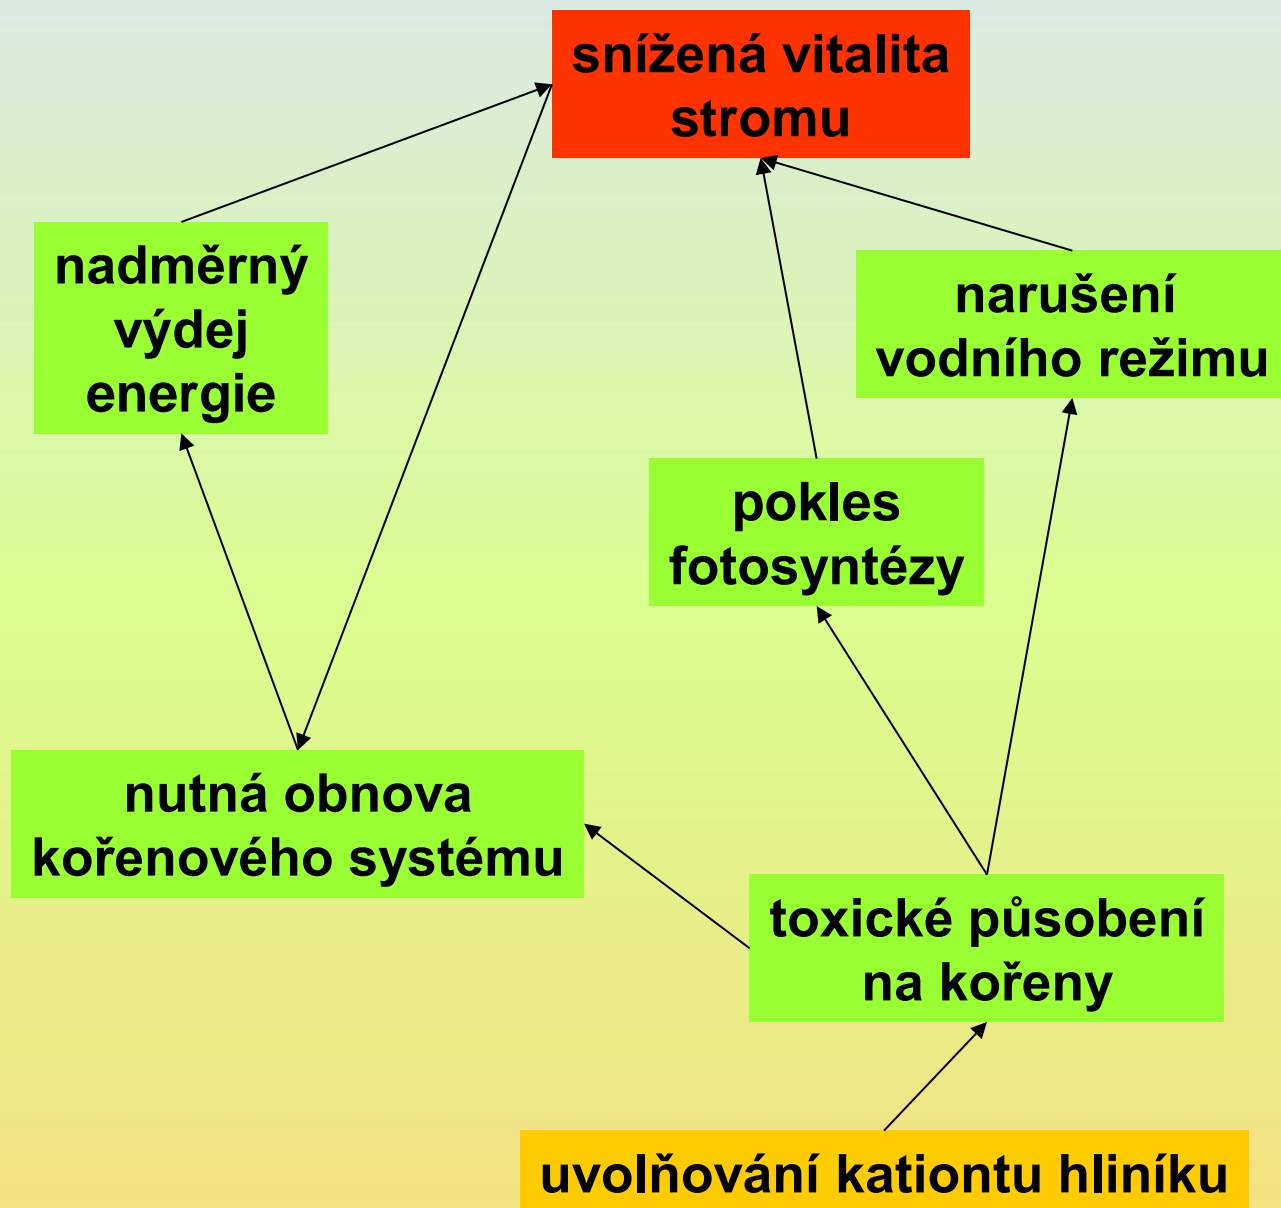 snížená vitalita
stromu
nadměrný
výdej
energie
narušení
vodního režimu
pokles
fotosyntézy
nutná obnova
kořenového systému
toxické působení
na kořeny
uvolňování kationtu hliníku